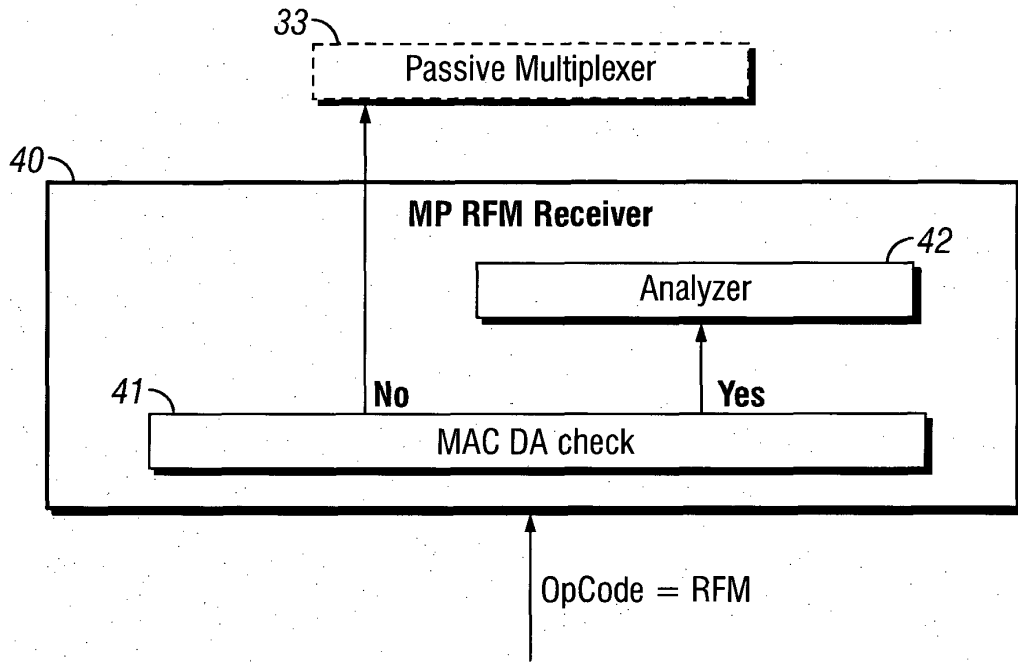 33
Passive Multiplexer
40
MP RFM Receiver
42
Analyzer
41
No
Yes
MAC DA check
OpCode = RFM